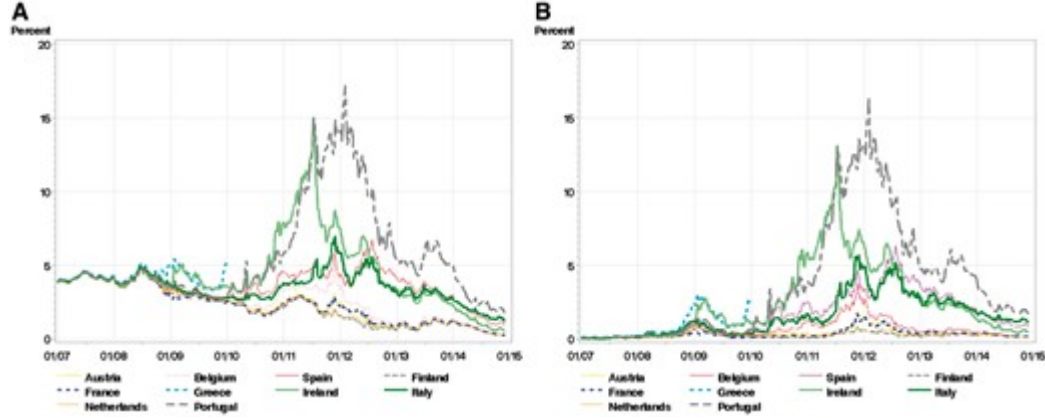 A
Percent
20
15
10
5
0
01/07 01/08 01/09 01/10 01/11 01/12 01/13 01/14 01/15
Austria Belgium Spain Finland
France Greece Ireland Italy
Netherlands Portugal
B
Percent
20
15
10
5
0
01/07 01/08 01/09 01/10 01/11 01/12 01/13 01/14 01/15
Austria Belgium Spain Finland
France Greece Ireland Italy
Netherlands Portugal